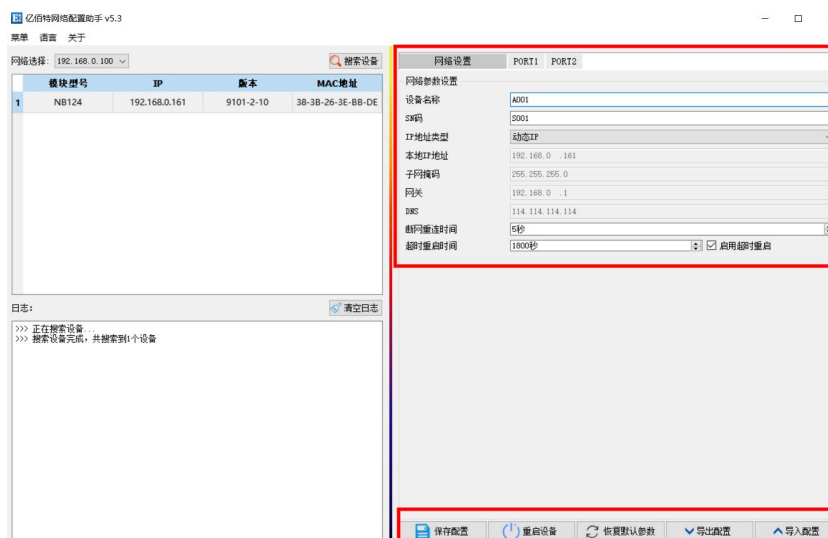 亿佰特网络配置助手 v5.3
菜单 语言 关于
网络选择: 192.168.0.100 搜索设备
模块型号 IP 版本 MAC地址
1 NB124 192.168.0.161 9101-2-10 38-3B-26-3E-BB-DE
日志: 清空日志
>>> 正在搜索设备...
>>> 搜索设备完成，共搜索到1个设备
网络设置 PORT1 PORT2
网络参数设置
设备名称 A001
SN码 S001
IP地址类型 动态IP
本地IP地址 192.168.0 .161
子网掩码 255.255.255.0
网关 192.168.0 .1
DNS 114.114.114.114
断网重连时间 5秒
超时重启时间 1800秒 启用超时重启
保存配置 重启设备 恢复默认参数 导出配置 导入配置